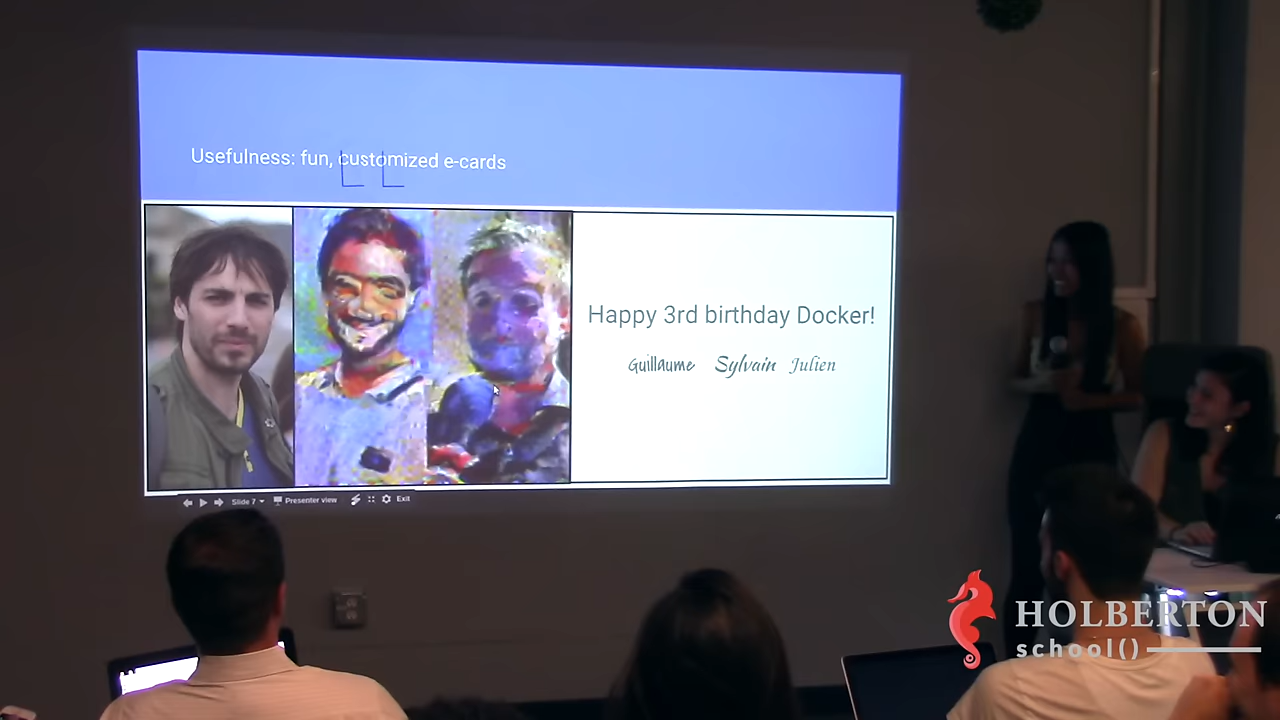 Usefulness: fun, customized e-cards
Happy 3rd birthday Docker!
Guillaume Sylvain Julien
Slide 7 Presenter view Exit
HOLBERTON
school()